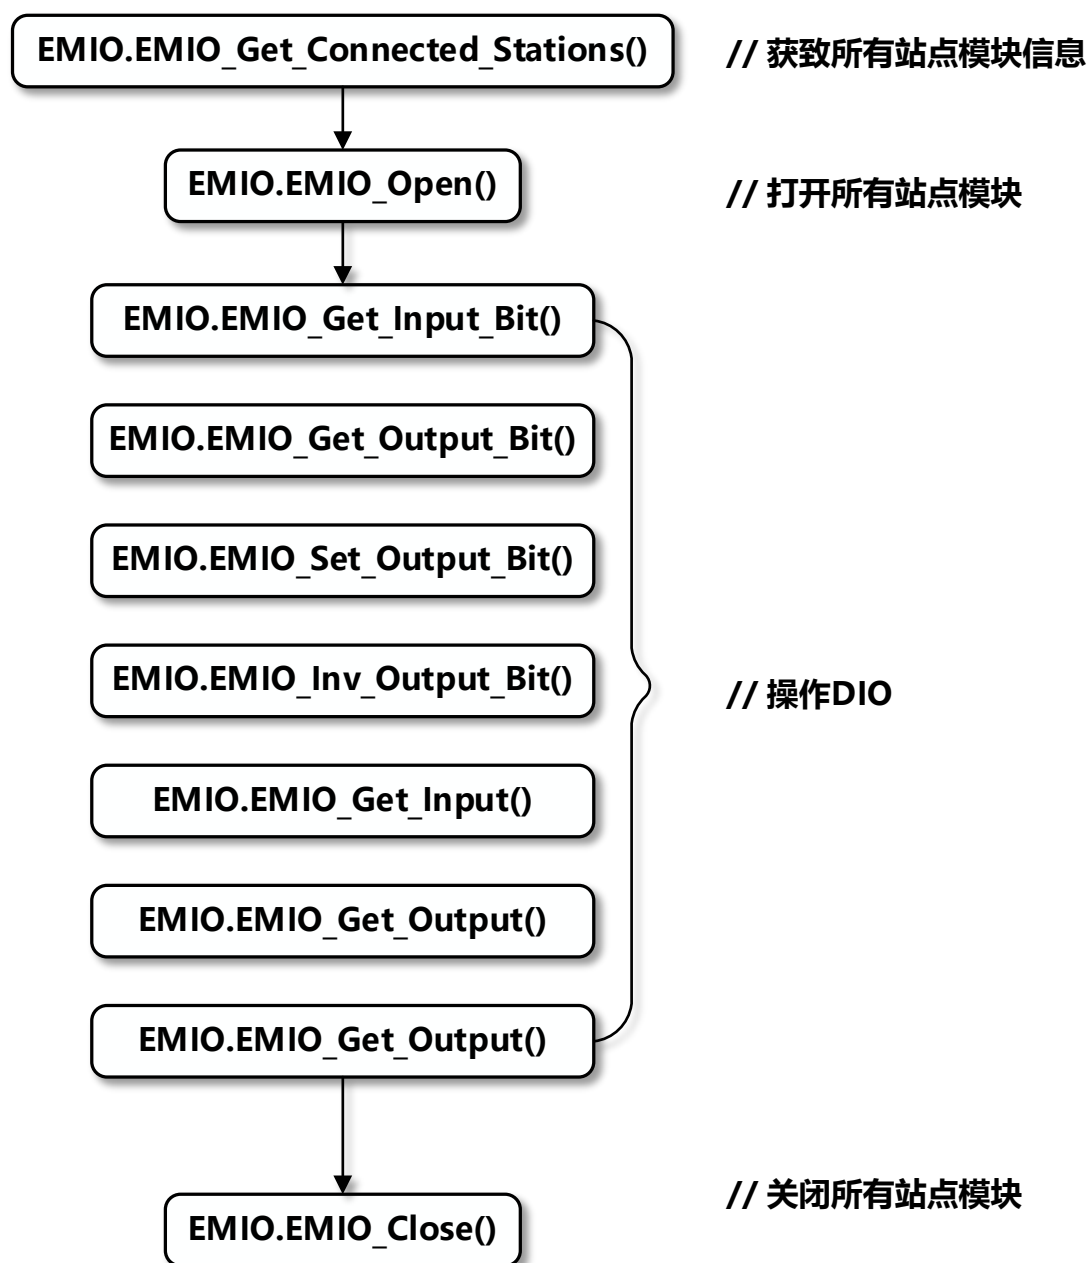 EMIO.EMIO_Get_Connected_Stations() // 获致所有站点模块信息
EMIO.EMIO_Open() // 打开所有站点模块
EMIO.EMIO_Get_Input_Bit()
EMIO.EMIO_Get_Output_Bit()
EMIO.EMIO_Set_Output_Bit()
EMIO.EMIO_Inv_Output_Bit() // 操作DIO
EMIO.EMIO_Get_Input()
EMIO.EMIO_Get_Output()
EMIO.EMIO_Get_Output()
// 关闭所有站点模块
EMIO.EMIO_Close()